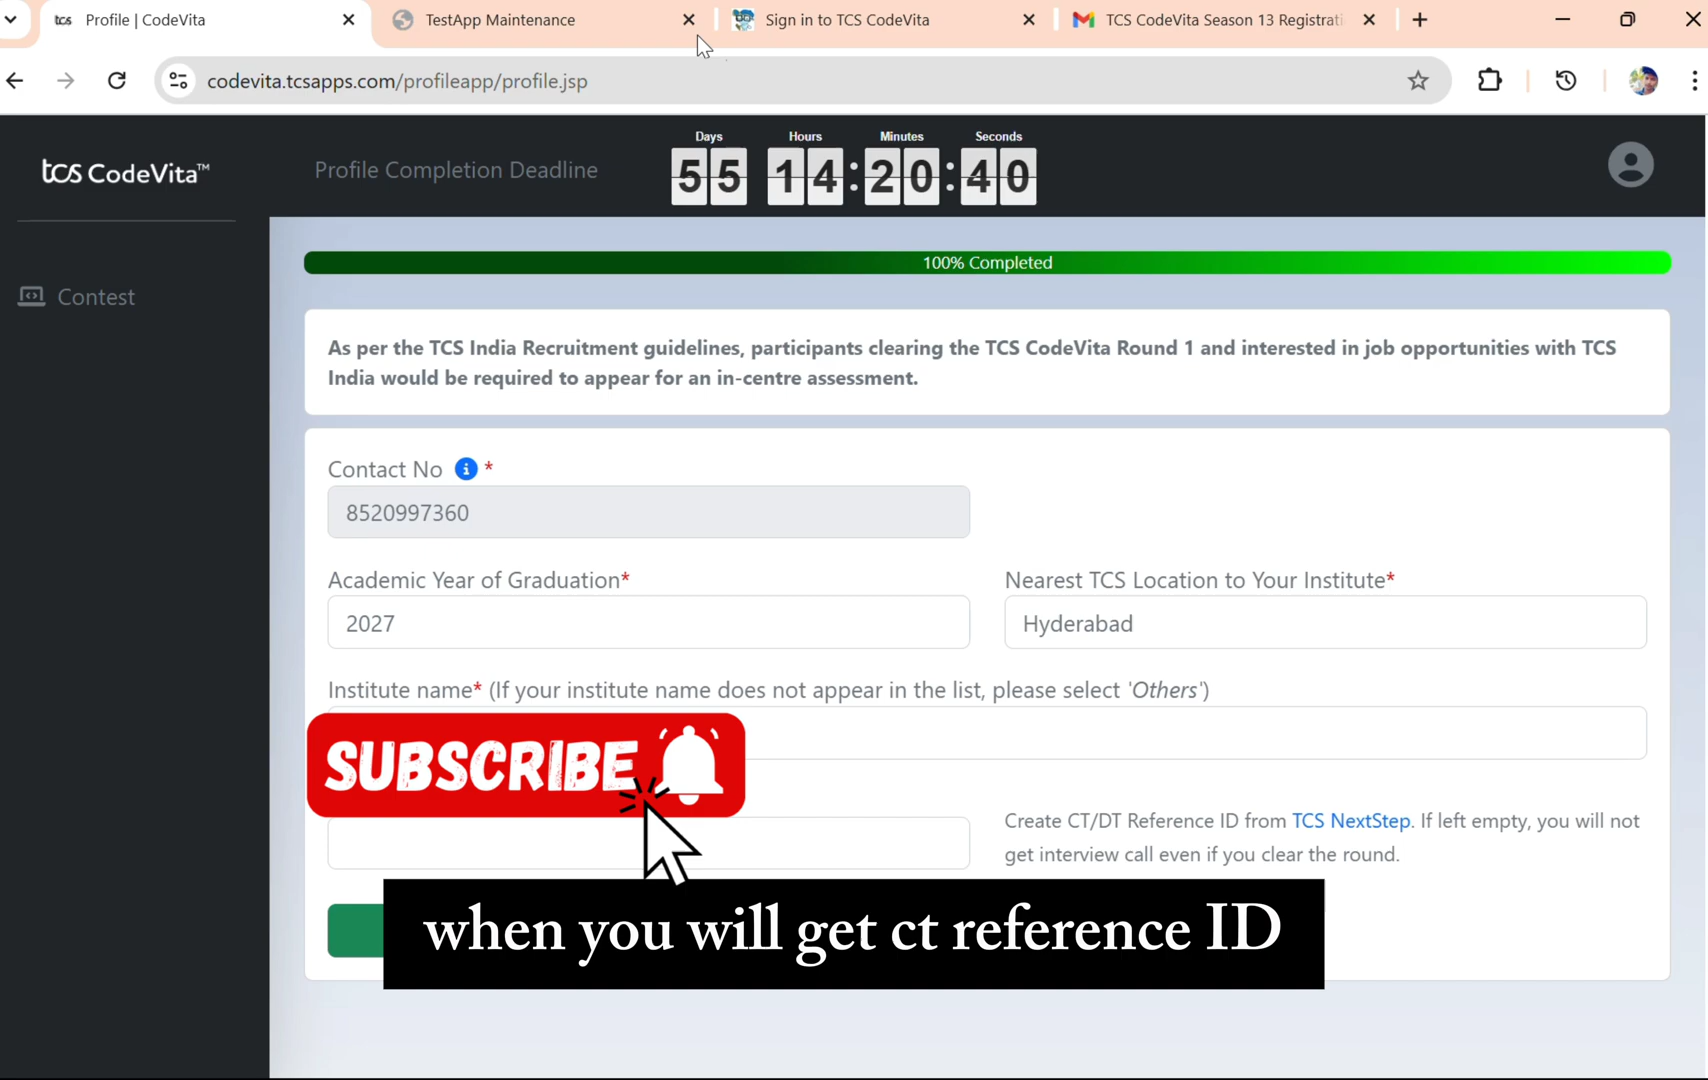 Profile | CodeVita
TestApp Maintenance
Sign in to TCS CodeVita
TCS CodeVita Season 13 Registrati
codevita.tcsapps.com/profileapp/profile.jsp
tcs CodeVita™
Profile Completion Deadline
Days Hours Minutes Seconds
55 14:20:40
Contest
100% Completed
As per the TCS India Recruitment guidelines, participants clearing the TCS CodeVita Round 1 and interested in job opportunities with TCS
India would be required to appear for an in-centre assessment.
Contact No i *
8520997360
Academic Year of Graduation*
Nearest TCS Location to Your Institute*
2027
Hyderabad
Institute name* (If your institute name does not appear in the list, please select 'Others')
SUBSCRIBE
Create CT/DT Reference ID from TCS NextStep. If left empty, you will not
get interview call even if you clear the round.
when you will get ct reference ID